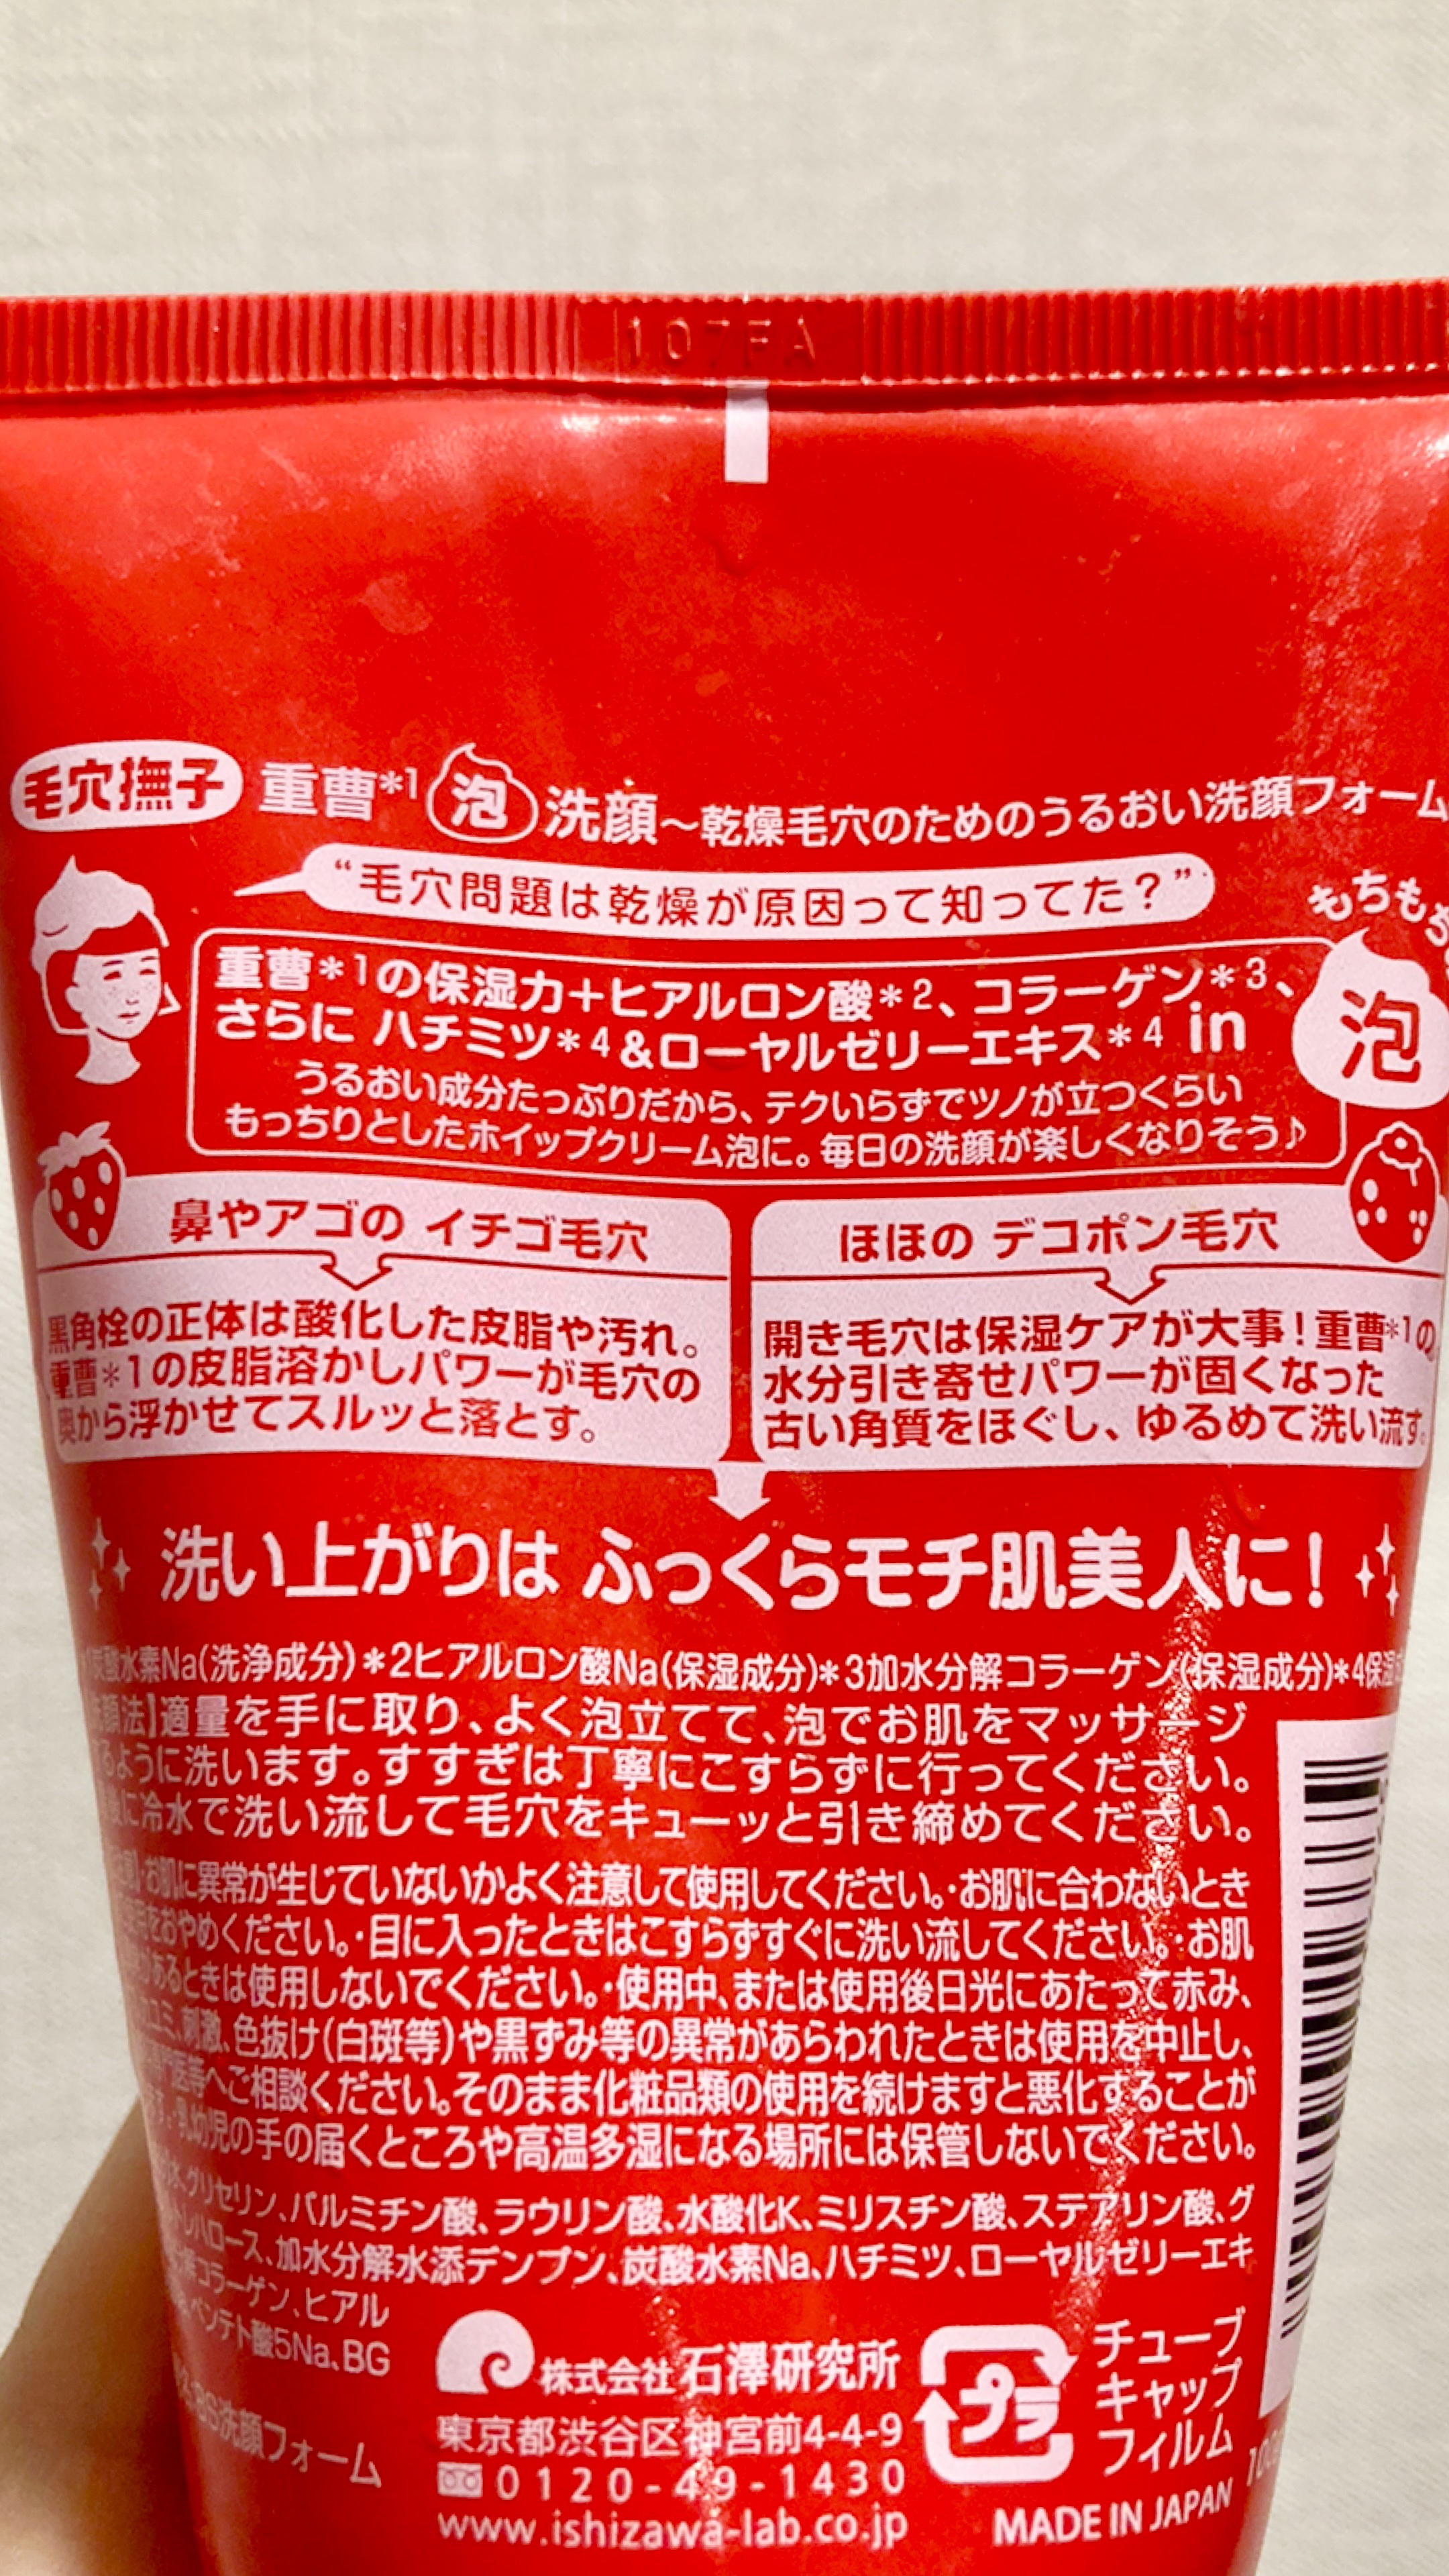 107FA
毛穴撫子 重曹*1 泡 洗顔～乾燥毛穴のためのうるおい洗顔フォーム
“毛穴問題は乾燥が原因って知ってた？”
もちもち
泡
重曹*1の保湿力+ヒアルロン酸*2、コラーゲン*3、
さらに ハチミツ*4&ローヤルゼリーエキス*4 in
うるおい成分たっぷりだから、テクいらずでツノが立つくらい
もっちりとしたホイップクリーム泡に。毎日の洗顔が楽しくなりそう♪
鼻やアゴの イチゴ毛穴
黒角栓の正体は酸化した皮脂や汚れ。
重曹*1の皮脂溶かしパワーが毛穴の
奥から浮かせてスルッと落とす。
ほほの デコポン毛穴
開き毛穴は保湿ケアが大事！重曹*1の
水分引き寄せパワーが固くなった
古い角質をほぐし、ゆるめて洗い流す。
洗い上がりは ふっくらモチ肌美人に！
炭酸水素Na(洗浄成分)*2ヒアルロン酸Na(保湿成分)*3加水分解コラーゲン(保湿成分)*4保湿
顔法】適量を手に取り、よく泡立てて、泡でお肌をマッサージ
るように洗います。すすぎは丁寧にこすらずに行ってください。
に冷水で洗い流して毛穴をキューッと引き締めてください。
・お肌に異常が生じていないかよく注意して使用してください。・お肌に合わないとき
をおやめください。・目に入ったときはこすらずすぐに洗い流してください。・お肌
があるときは使用しないでください。・使用中、または使用後日光にあたって赤み、
刺激、色抜け(白斑等)や黒ずみ等の異常があらわれたときは使用を中止し、
医等へご相談ください。そのまま化粧品類の使用を続けますと悪化することが
す。・乳幼児の手の届くところや高温多湿になる場所には保管しないでください。
水、グリセリン、パルミチン酸、ラウリン酸、水酸化K、ミリスチン酸、ステアリン酸、グ
トレハロース、加水分解水添デンプン、炭酸水素Na、ハチミツ、ローヤルゼリーエキ
コラーゲン、ヒアル
ペンテト酸5Na、BG
BS洗顔フォーム
株式会社 石澤研究所
東京都渋谷区神宮前4-4-9
0120-49-1430
www.ishizawa-lab.co.jp
プラ
チューブ
キャップ
フィルム
MADE IN JAPAN